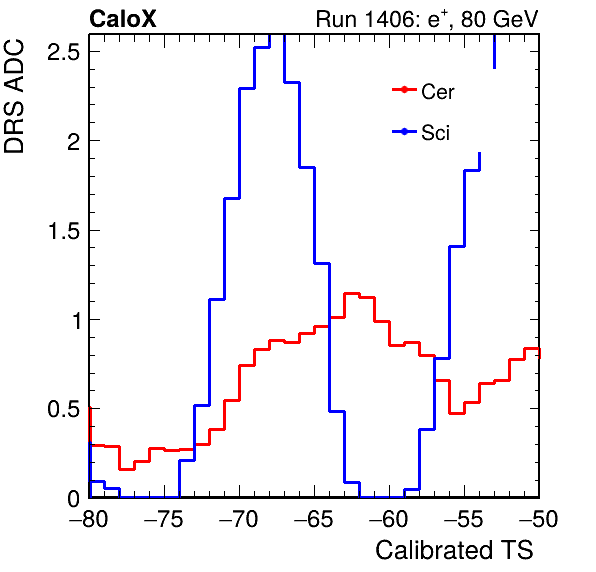 CaloX Run 1406: e⁺, 80 GeV
DRS ADC
Cer
Sci
2.5
2
1.5
1
0.5
0
−80 −75 −70 −65 −60 −55 −50
Calibrated TS